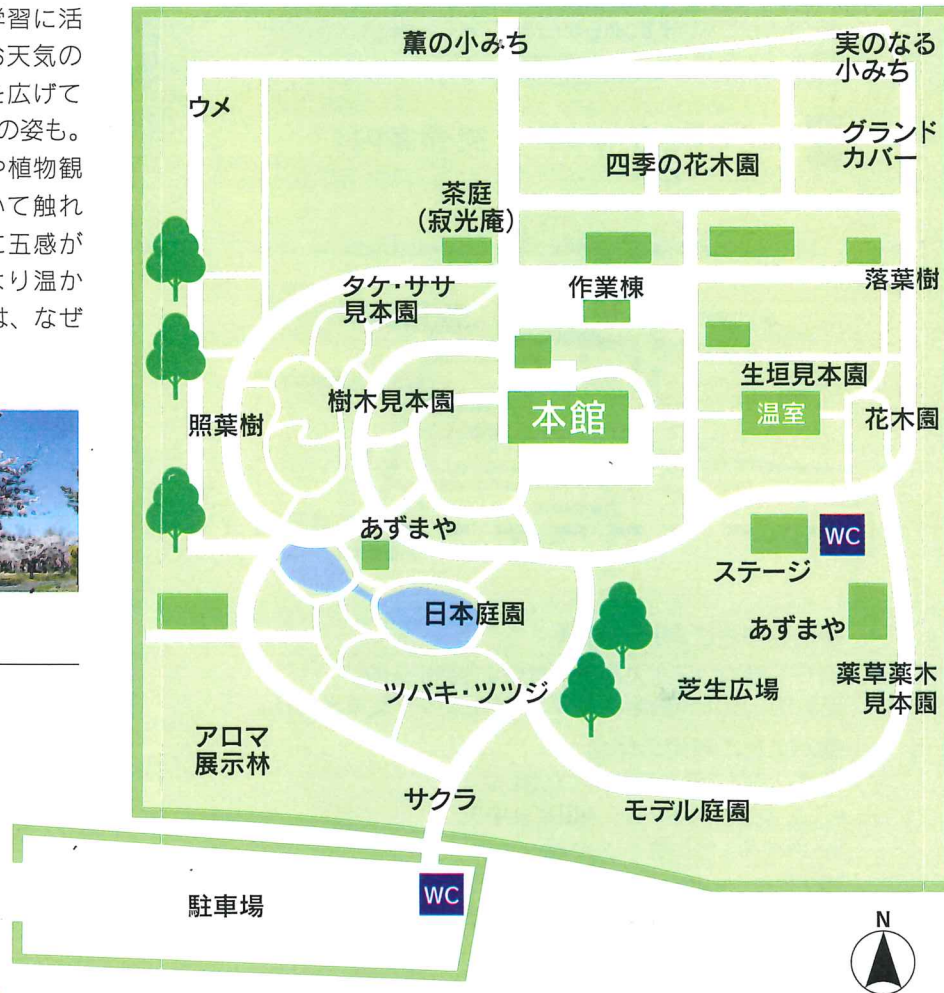 学習に活
お天気の
を広げて
の姿も。
や植物観
いて触れ
に五感が
より温か
は、なぜ
薫の小みち
実のなる
小みち
ウメ
グランド
カバー
四季の花木園
茶庭
（寂光庵）
タケ・ササ
見本園
作業棟
落葉樹
生垣見本園
樹木見本園
本館
温室
花木園
照葉樹
あずまや
WC
ステージ
日本庭園
あずまや
ツバキ・ツツジ
芝生広場
薬草薬木
見本園
アロマ
展示林
サクラ
モデル庭園
駐車場
WC
N